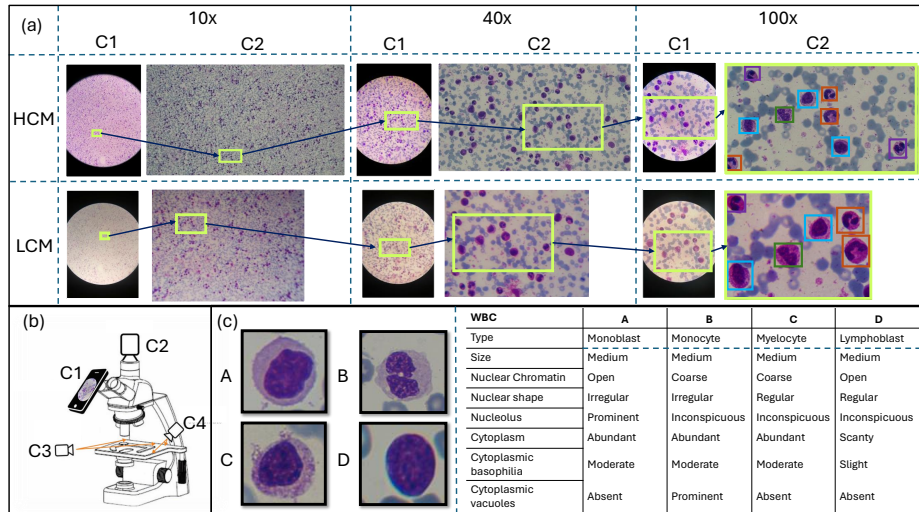 (a)
10x
40x
100x
C1
C2
C1
C2
C1
C2
HCM
LCM
(b)
C2
C1
C4
C3
(c)
A
B
C
D
WBC A B C D
Type Monoblast Monocyte Myelocyte Lymphoblast
Size Medium Medium Medium Medium
Nuclear Chromatin Open Coarse Coarse Open
Nuclear shape Irregular Irregular Regular Regular
Nucleolus Prominent Inconspicuous Inconspicuous Inconspicuous
Cytoplasm Abundant Abundant Abundant Scanty
Cytoplasmic
basophilia Moderate Moderate Moderate Slight
Cytoplasmic
vacuoles Absent Prominent Absent Absent